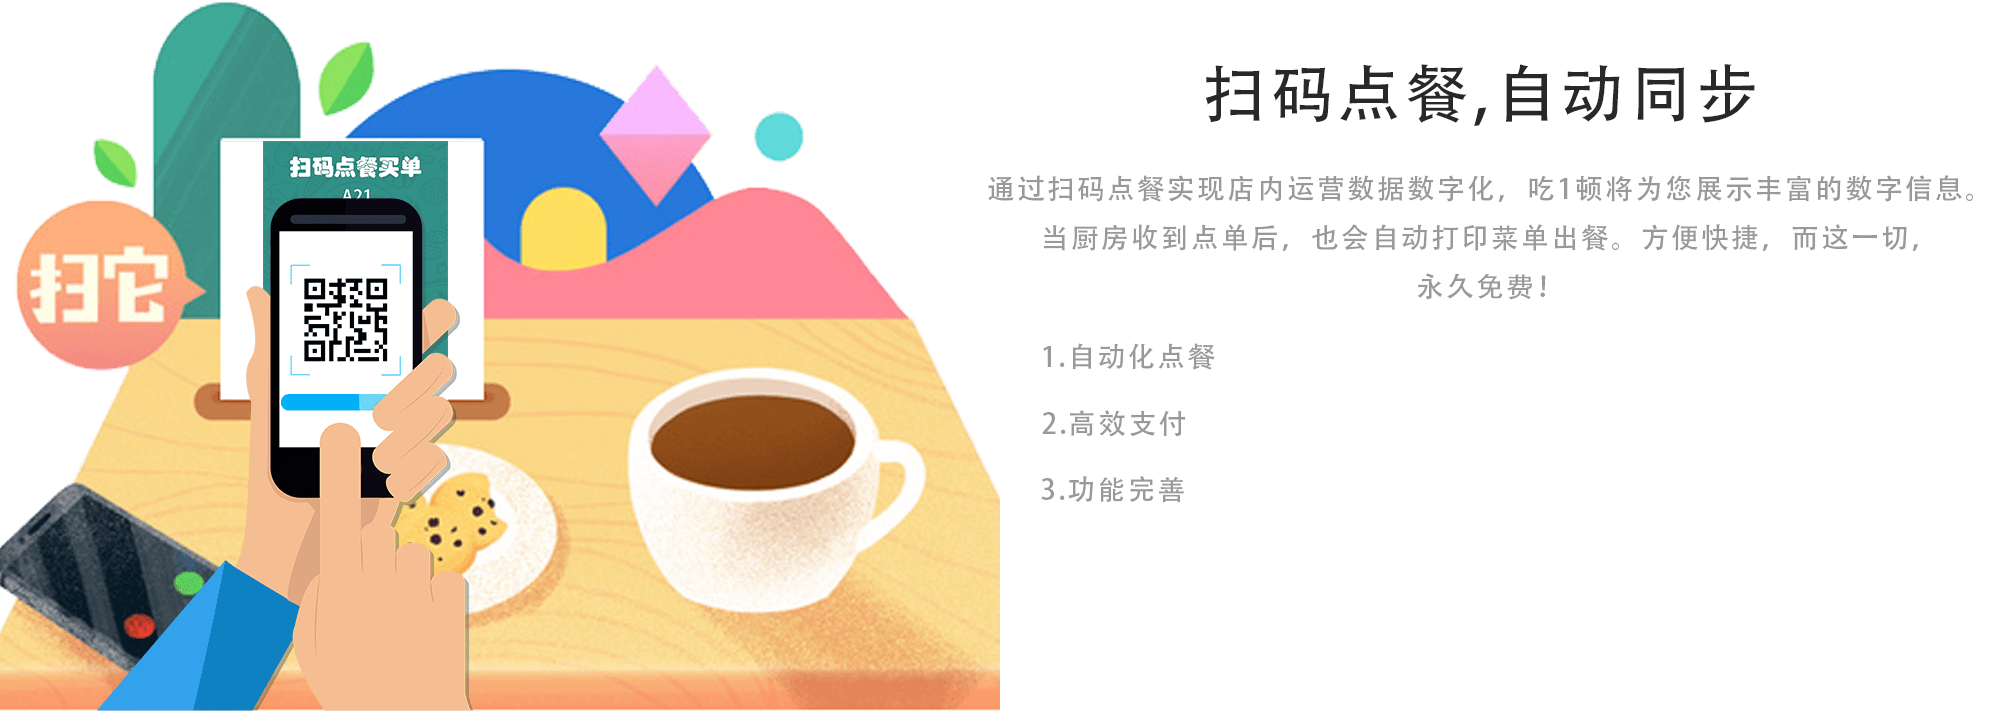 扫码点餐买单
A21
扫它
扫码点餐,自动同步
通过扫码点餐实现店内运营数据数字化，吃1顿将为您展示丰富的数字信息。
当厨房收到点单后，也会自动打印菜单出餐。方便快捷，而这一切，
永久免费！
1.自动化点餐
2.高效支付
3.功能完善